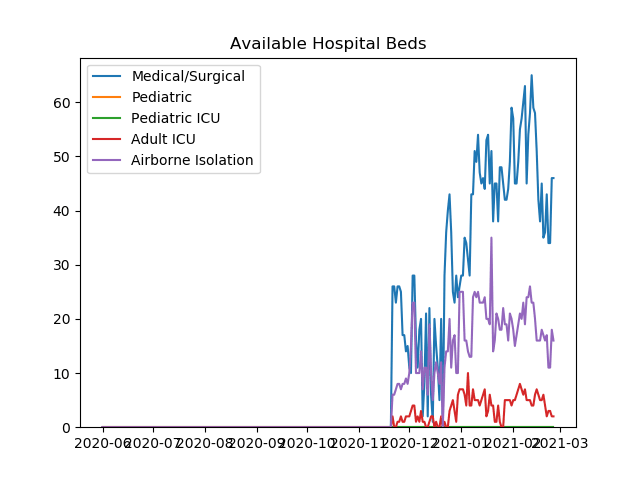 Available Hospital Beds
Medical/Surgical
Pediatric
Pediatric ICU
Adult ICU
Airborne Isolation
60
50
40
30
20
10
0
2020-06 2020-07 2020-08 2020-09 2020-10 2020-11 2020-12 2021-01 2021-02 2021-03